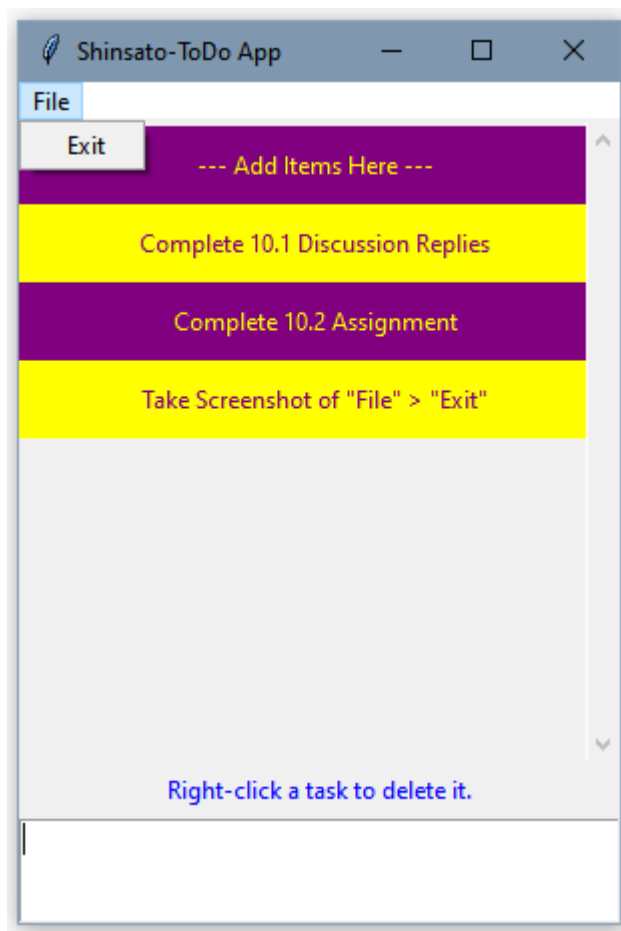 Shinsato-ToDo App
File
Exit
--- Add Items Here ---
Complete 10.1 Discussion Replies
Complete 10.2 Assignment
Take Screenshot of "File" > "Exit"
Right-click a task to delete it.